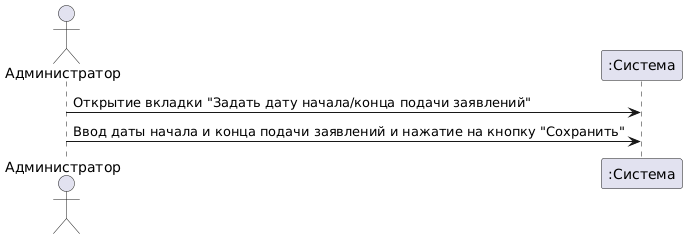 Администратор
:Система
Открытие вкладки "Задать дату начала/конца подачи заявлений"
Ввод даты начала и конца подачи заявлений и нажатие на кнопку "Сохранить"
Администратор
:Система